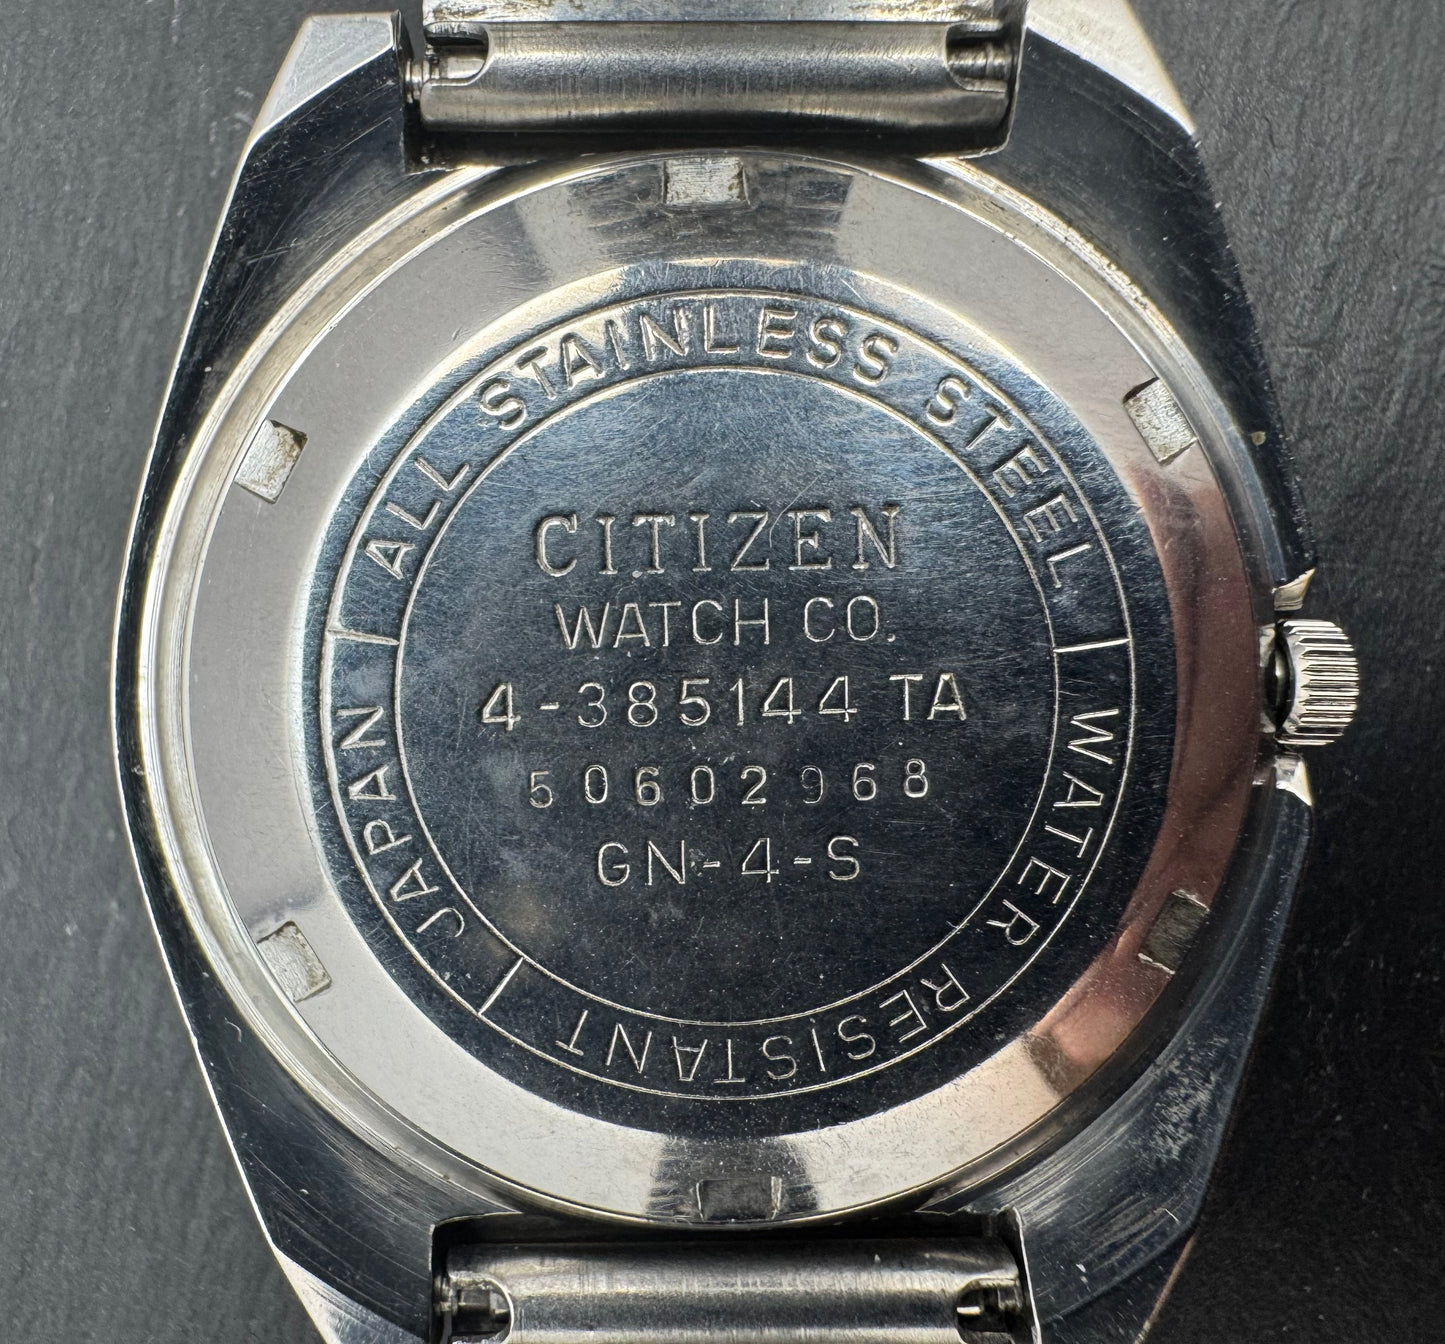 ALL STAINLESS STEEL
WATER RESISTANT
JAPAN
CITIZEN
WATCH CO.
4-385144 TA
50602968
GN-4-S